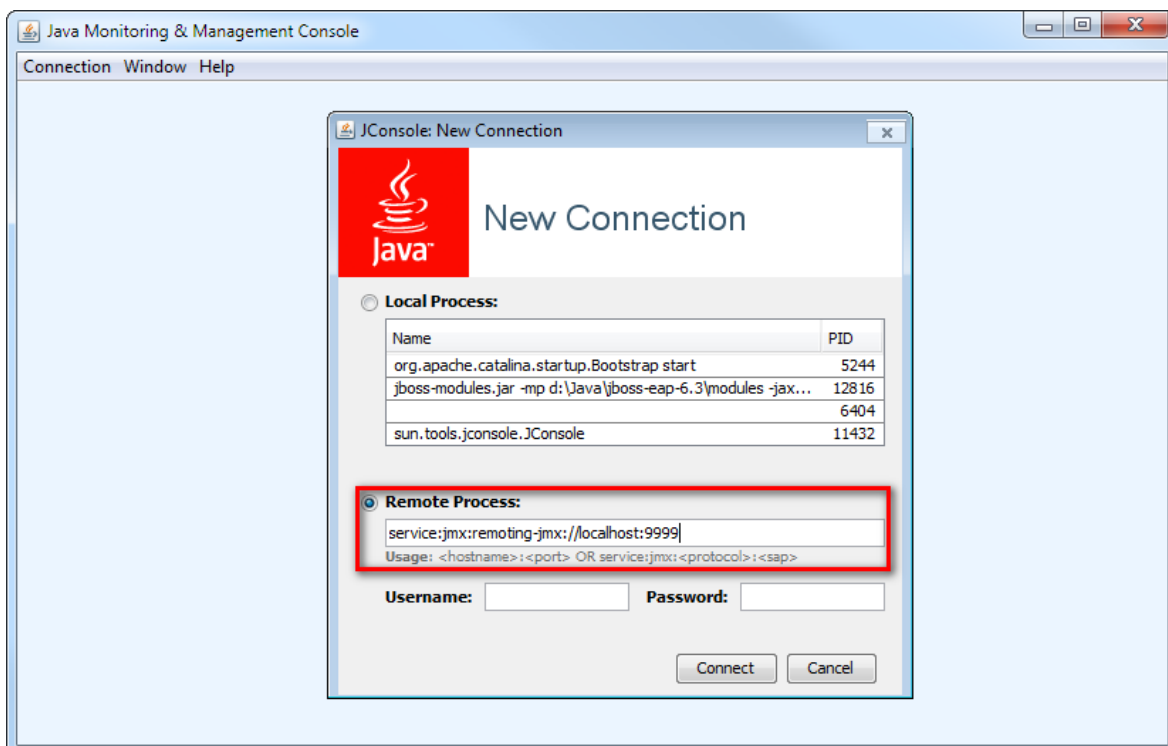 Java Monitoring & Management Console
Connection Window Help
JConsole: New Connection
Java™
New Connection
Local Process:
Name PID
org.apache.catalina.startup.Bootstrap start 5244
jboss-modules.jar -mp d:\Java\jboss-eap-6.3\modules -jax... 12816
6404
sun.tools.jconsole.JConsole 11432
Remote Process:
service:jmx:remoting-jmx://localhost:9999
Usage: <hostname>:<port> OR service:jmx:<protocol>:<sap>
Username: Password:
Connect Cancel